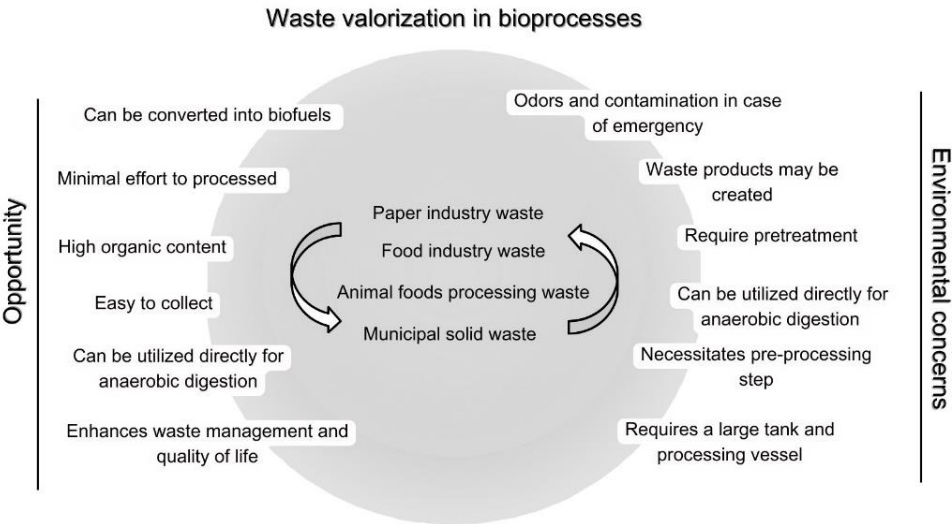 Waste valorization in bioprocesses
Opportunity
Can be converted into biofuels
Minimal effort to processed
High organic content
Easy to collect
Can be utilized directly for
anaerobic digestion
Enhances waste management and
quality of life
Paper industry waste
Food industry waste
Animal foods processing waste
Municipal solid waste
Odors and contamination in case
of emergency
Waste products may be
created
Require pretreatment
Can be utilized directly for
anaerobic digestion
Necessitates pre-processing
step
Requires a large tank and
processing vessel
Environmental concerns